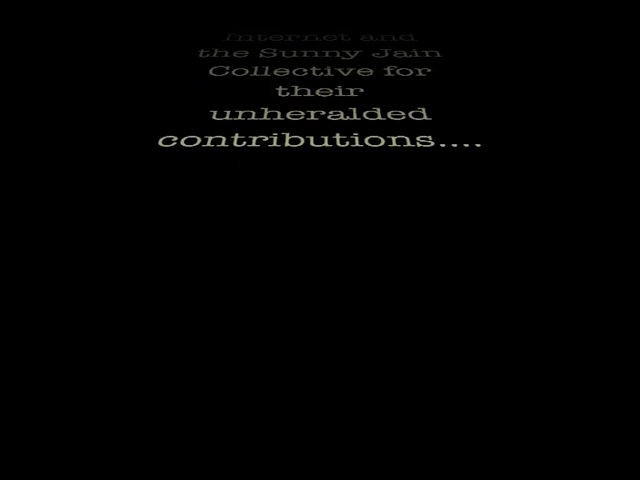 Internet and
the Sunny Jain
Collective for
their
unheralded
contributions....